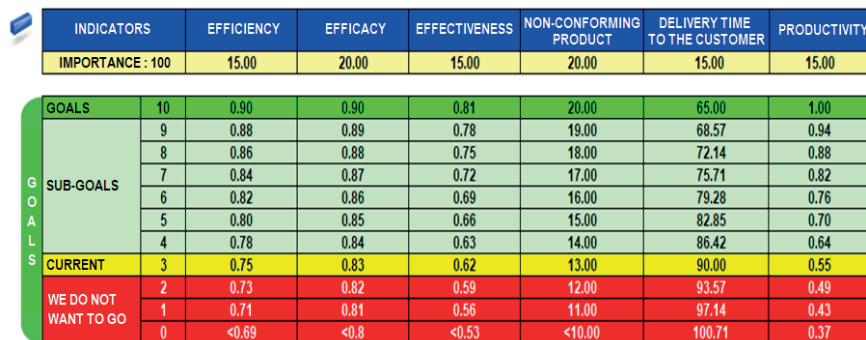 INDICATORS EFFICIENCY EFFICACY EFFECTIVENESS NON-CONFORMING PRODUCT DELIVERY TIME TO THE CUSTOMER PRODUCTIVITY
IMPORTANCE : 100 15.00 20.00 15.00 20.00 15.00 15.00
GOALS
GOALS 10 0.90 0.90 0.81 20.00 65.00 1.00
SUB-GOALS
9 0.88 0.89 0.78 19.00 68.57 0.94
8 0.86 0.88 0.75 18.00 72.14 0.88
7 0.84 0.87 0.72 17.00 75.71 0.82
6 0.82 0.86 0.69 16.00 79.28 0.76
5 0.80 0.85 0.66 15.00 82.85 0.70
4 0.78 0.84 0.63 14.00 86.42 0.64
CURRENT 3 0.75 0.83 0.62 13.00 90.00 0.55
WE DO NOT WANT TO GO
2 0.73 0.82 0.59 12.00 93.57 0.49
1 0.71 0.81 0.56 11.00 97.14 0.43
0 <0.69 <0.8 <0.53 <10.00 100.71 0.37